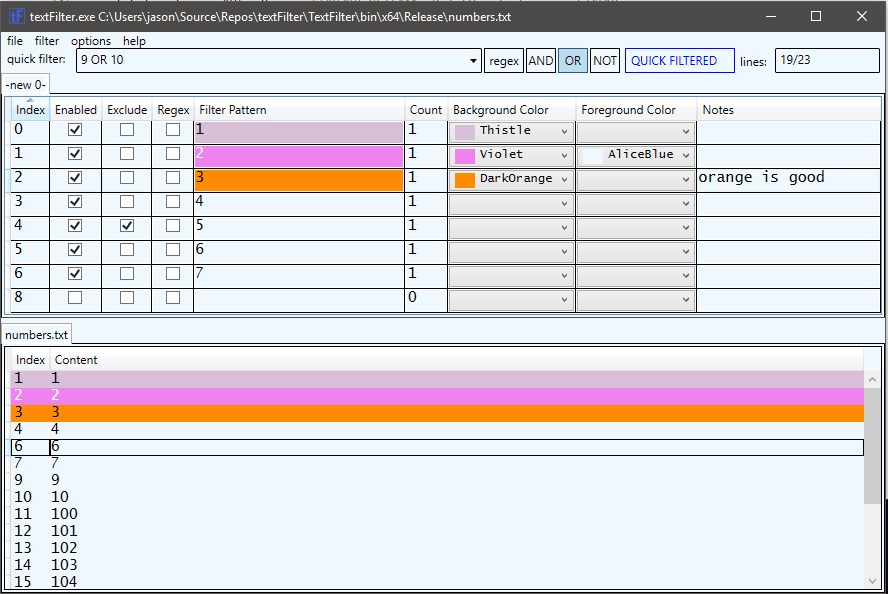 tF textFilter.exe C:\Users\jason\Source\Repos\textFilter\TextFilter\bin\x64\Release\numbers.txt
file filter options help
quick filter: 9 OR 10 regex AND OR NOT QUICK FILTERED lines: 19/23
-new 0-
Index Enabled Exclude Regex Filter Pattern Count Background Color Foreground Color Notes
0 1 1 Thistle
1 2 1 Violet AliceBlue
2 3 1 DarkOrange orange is good
3 4 1
4 5 1
5 6 1
6 7 1
8 0
numbers.txt
Index Content
1 1
2 2
3 3
4 4
6 6
7 7
9 9
10 10
11 100
12 101
13 102
14 103
15 104